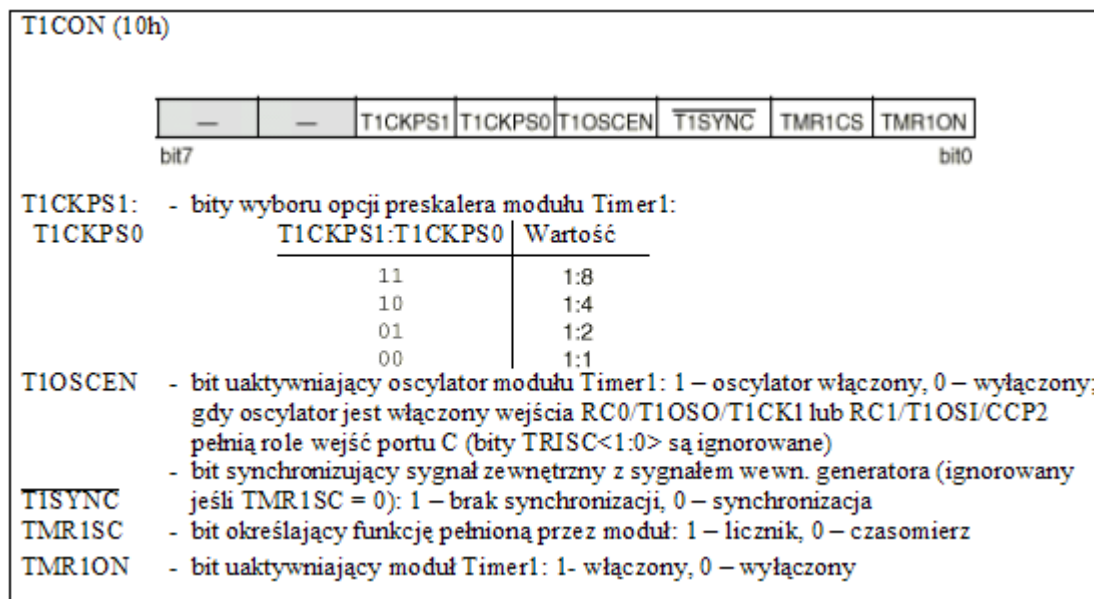 T1CON (10h)
— — T1CKPS1 T1CKPS0 T1OSCEN T1SYNC TMR1CS TMR1ON
bit7 bit0
T1CKPS1: - bity wyboru opcji preskalera modułu Timer1:
T1CKPS0 T1CKPS1:T1CKPS0 Wartość
11 1:8
10 1:4
01 1:2
00 1:1
T1OSCEN - bit uaktywniający oscylator modułu Timer1: 1 – oscylator włączony, 0 – wyłączony;
gdy oscylator jest włączony wejścia RC0/T1OSO/T1CK1 lub RC1/T1OSI/CCP2
pełnią role wejść portu C (bity TRISC<1:0> są ignorowane)
- bit synchronizujący sygnał zewnętrzny z sygnałem wewn. generatora (ignorowany
T1SYNC jeśli TMR1SC = 0): 1 – brak synchronizacji, 0 – synchronizacja
TMR1SC - bit określający funkcję pełnioną przez moduł: 1 – licznik, 0 – czasomierz
TMR1ON - bit uaktywniający moduł Timer1: 1- włączony, 0 – wyłączony